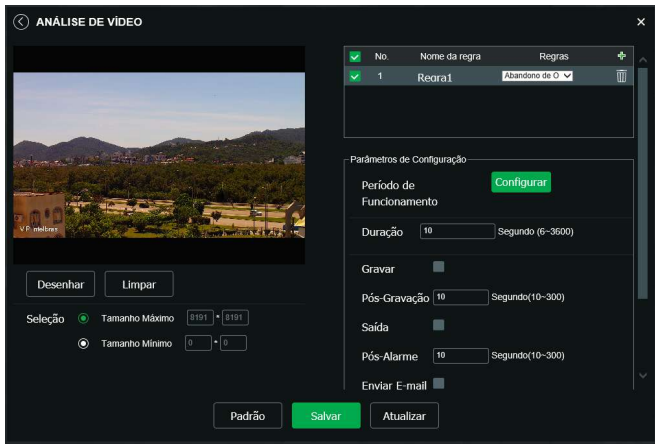 ANÁLISE DE VÍDEO
No. Nome da regra Regras
1 Regra1 Abandono de O
Parâmetros de Configuração
Período de Funcionamento Configurar
Duração 10 Segundo (6~3600)
Gravar
Pós-Gravação 10 Segundo(10~300)
Saída
Pós-Alarme 10 Segundo(10~300)
Enviar E-mail
VIP Intelbras
Desenhar Limpar
Seleção Tamanho Máximo 8191 * 8191
Tamanho Mínimo 0 * 0
Padrão Salvar Atualizar